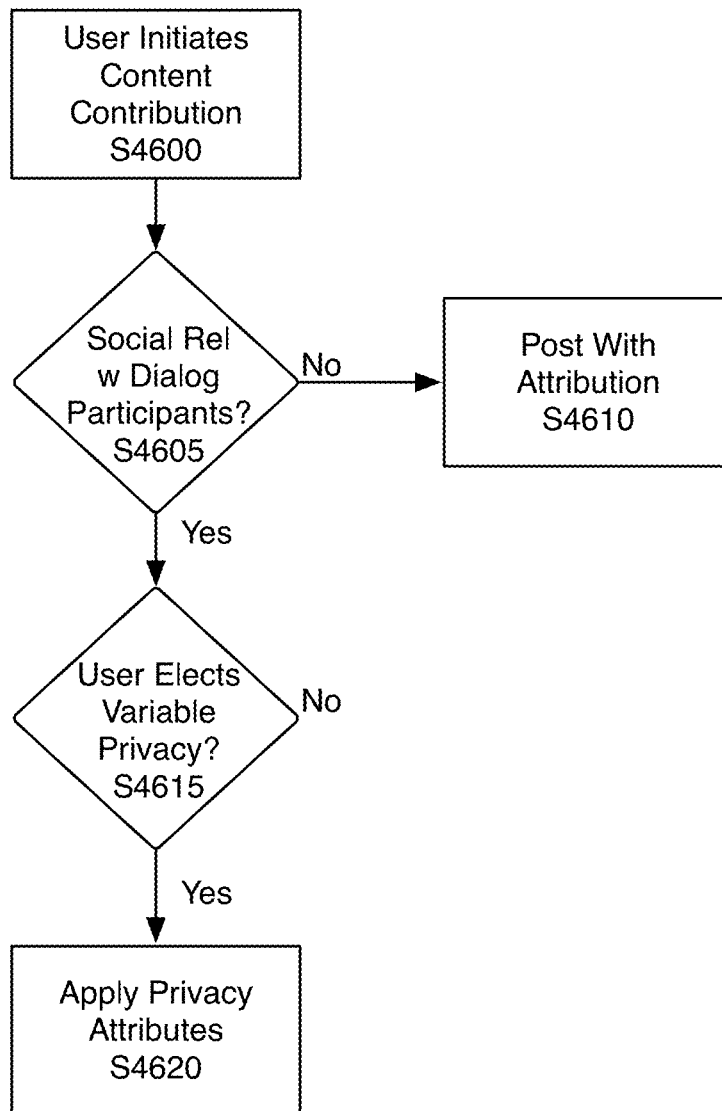 User Initiates
Content
Contribution
S4600
Social Rel
w Dialog
Participants?
S4605
No
Post With
Attribution
S4610
Yes
User Elects
Variable
Privacy?
S4615
No
Yes
Apply Privacy
Attributes
S4620